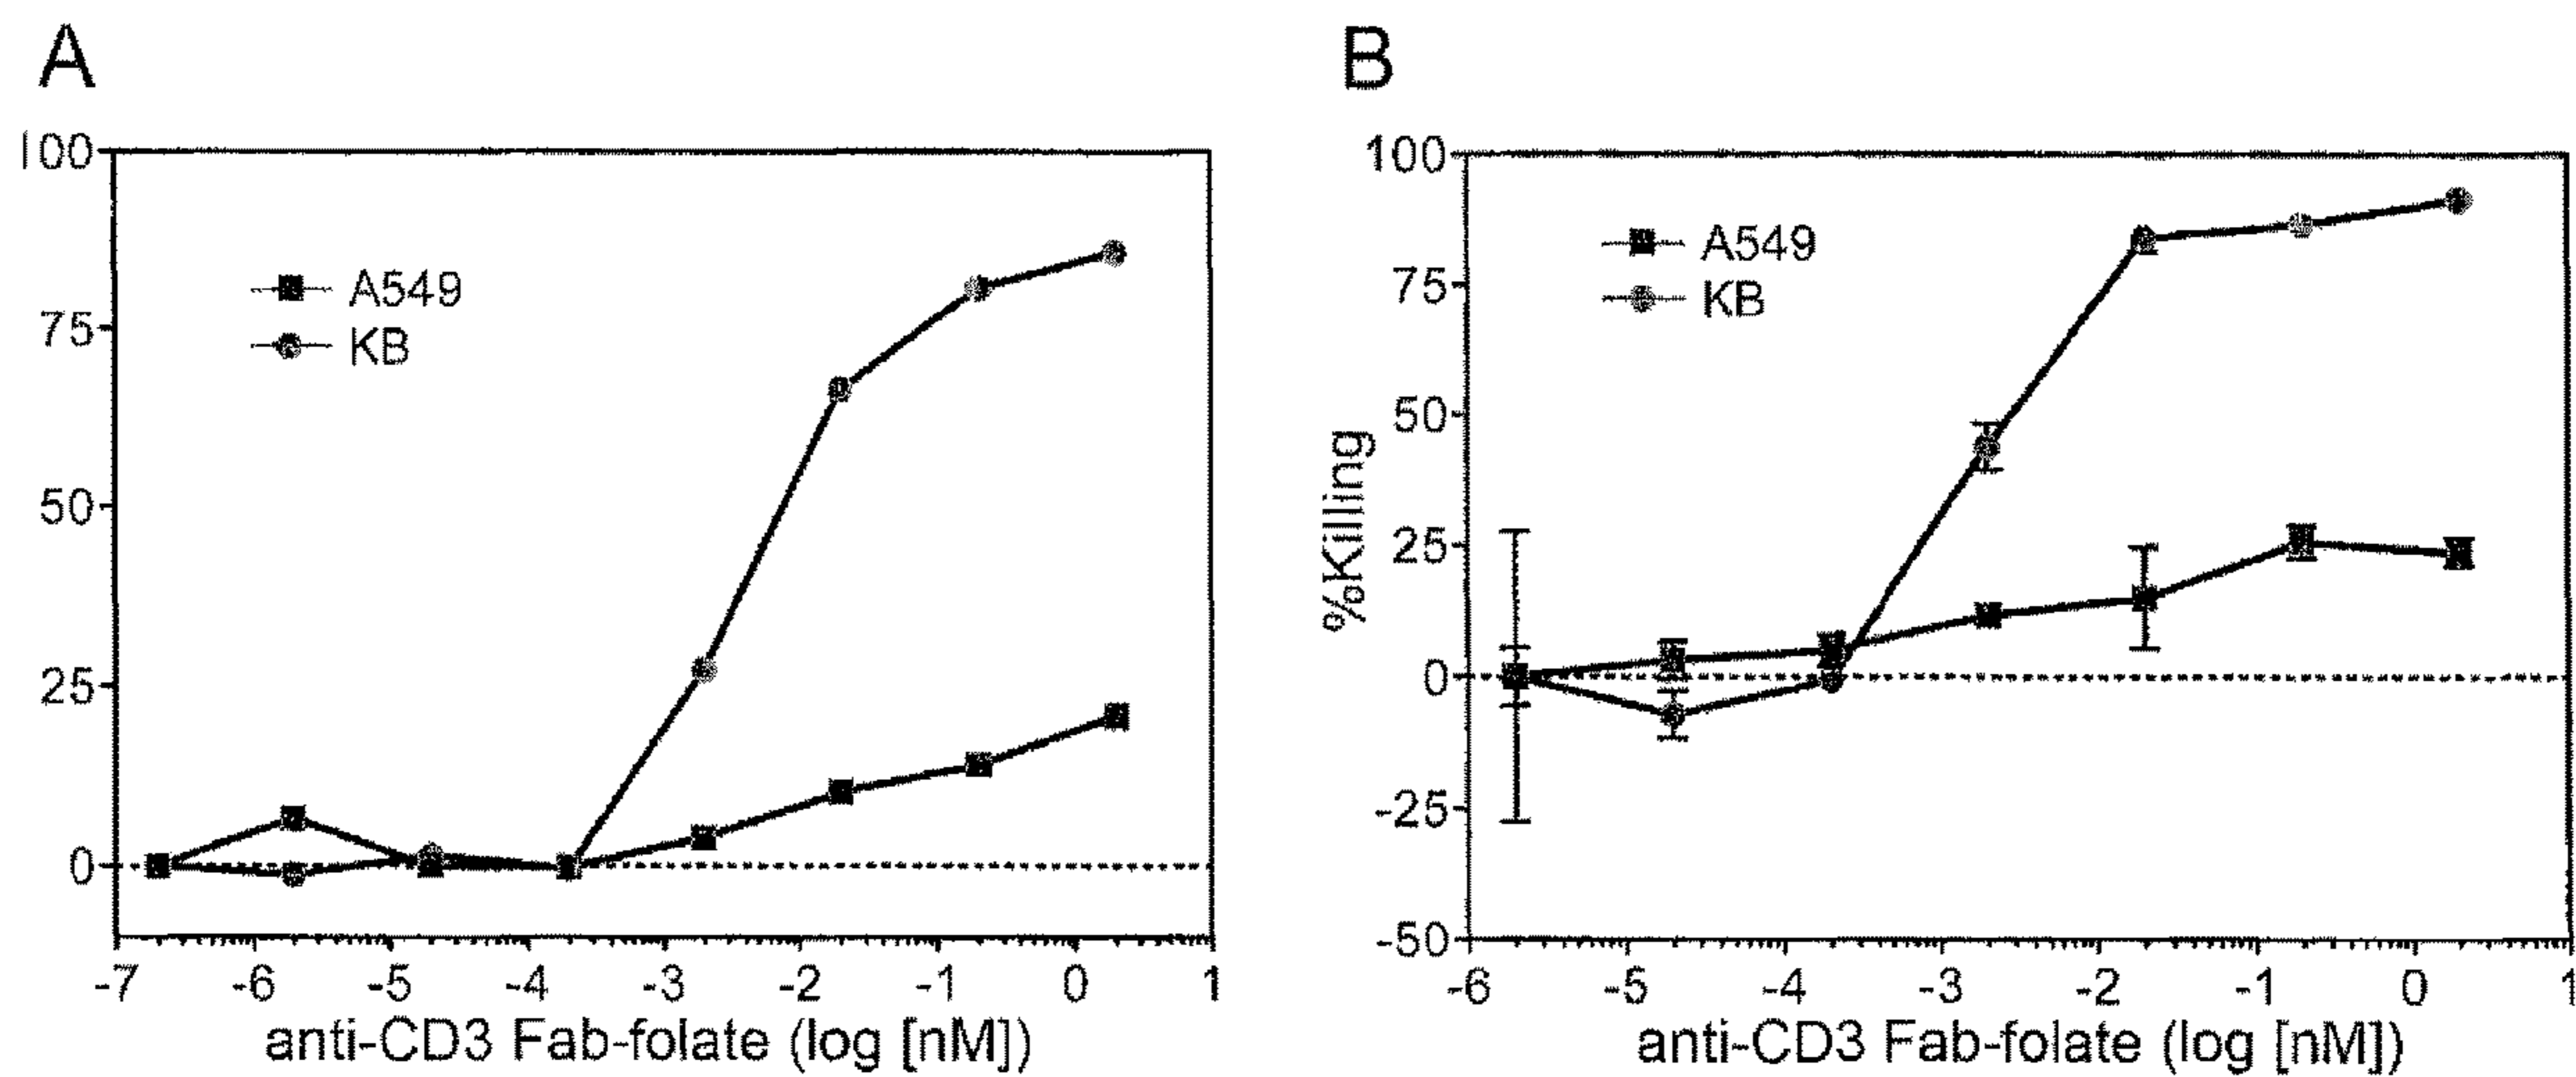 A
100
75
50
25
0
A549
KB
-7 -6 -5 -4 -3 -2 -1 0 1
anti-CD3 Fab-folate (log [nM])
B
%Killing
100
75
50
25
0
-25
-50
A549
KB
-6 -5 -4 -3 -2 -1 0 1
anti-CD3 Fab-folate (log [nM])